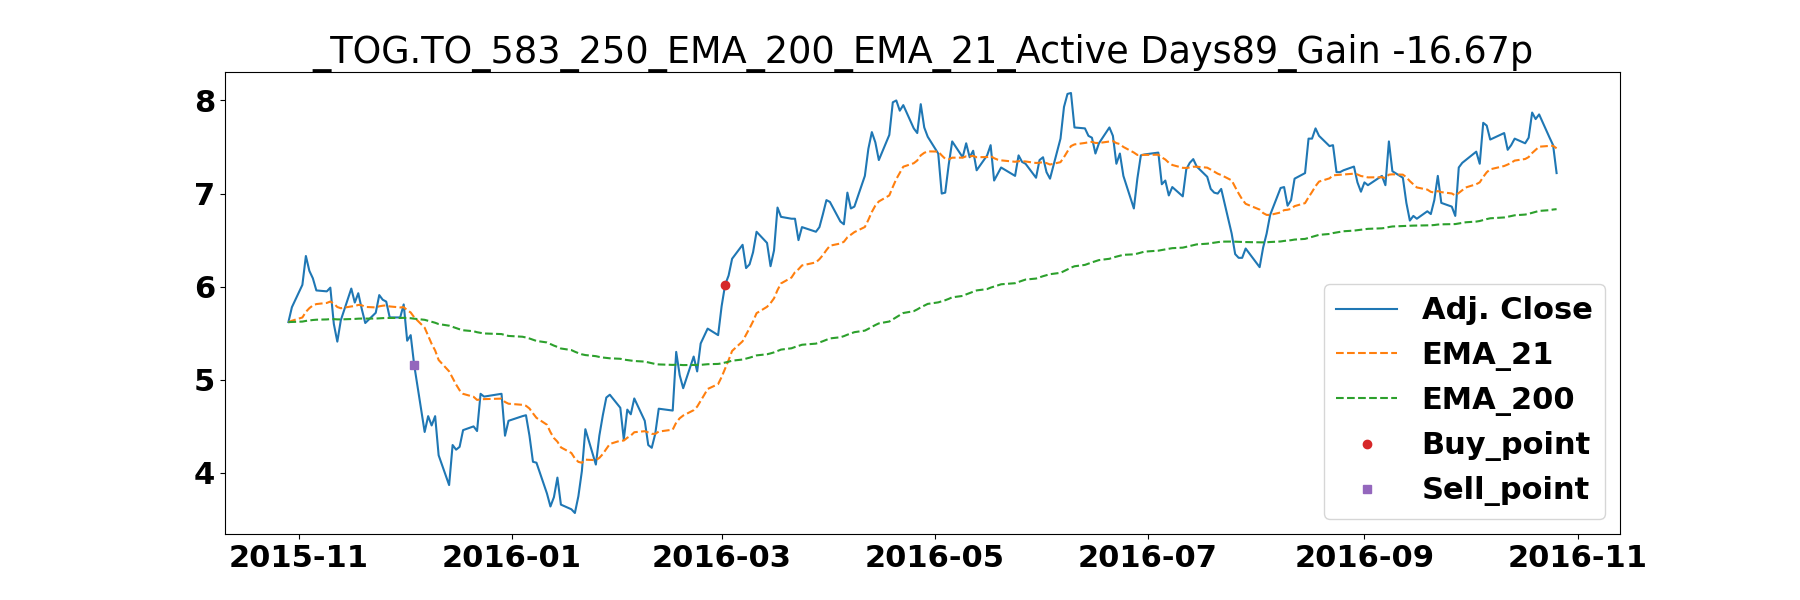 _TOG.TO_583_250_EMA_200_EMA_21_Active Days89_Gain -16.67p
8
7
6
5
4
Adj. Close
EMA_21
EMA_200
Buy_point
Sell_point
2015-11 2016-01 2016-03 2016-05 2016-07 2016-09 2016-11